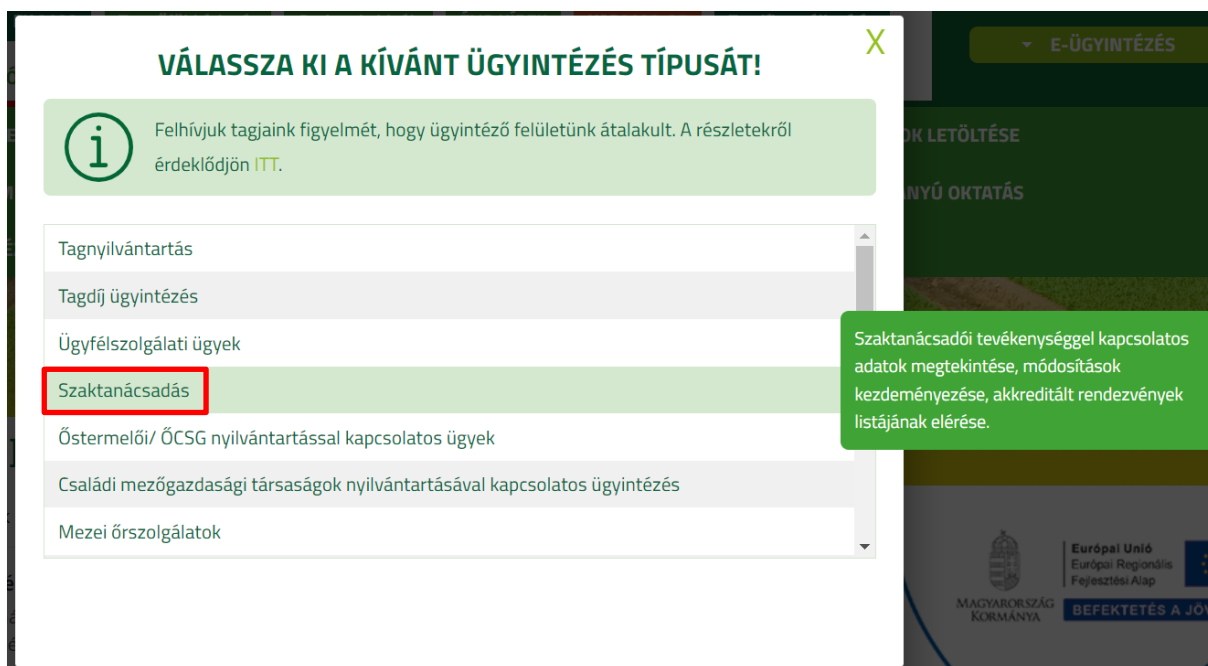 X
VÁLASSZA KI A KÍVÁNT ÜGYINTÉZÉS TÍPUSÁT!
E-ÜGYINTÉZÉS
Felhívjuk tagjaink figyelmét, hogy ügyintéző felületünk átalakult. A részletekről
érdeklődjön ITT.
LETÖLTÉSE
OKTATÁS
Tagnyilvántartás
Tagdíj ügyintézés
Ügyfélszolgálati ügyek
Szaktanácsadás
Őstermelői/ ŐCSG nyilvántartással kapcsolatos ügyek
Családi mezőgazdasági társaságok nyilvántartásával kapcsolatos ügyintézés
Mezei őrszolgálatok
Szaktanácsadói tevékenységgel kapcsolatos
adatok megtekintése, módosítások
kezdeményezése, akkreditált rendezvények
listájának elérése.
MAGYARORSZÁG
KORMÁNYA
Európai Unió
Európai Regionális
Fejlesztési Alap
BEFEKTETÉS A